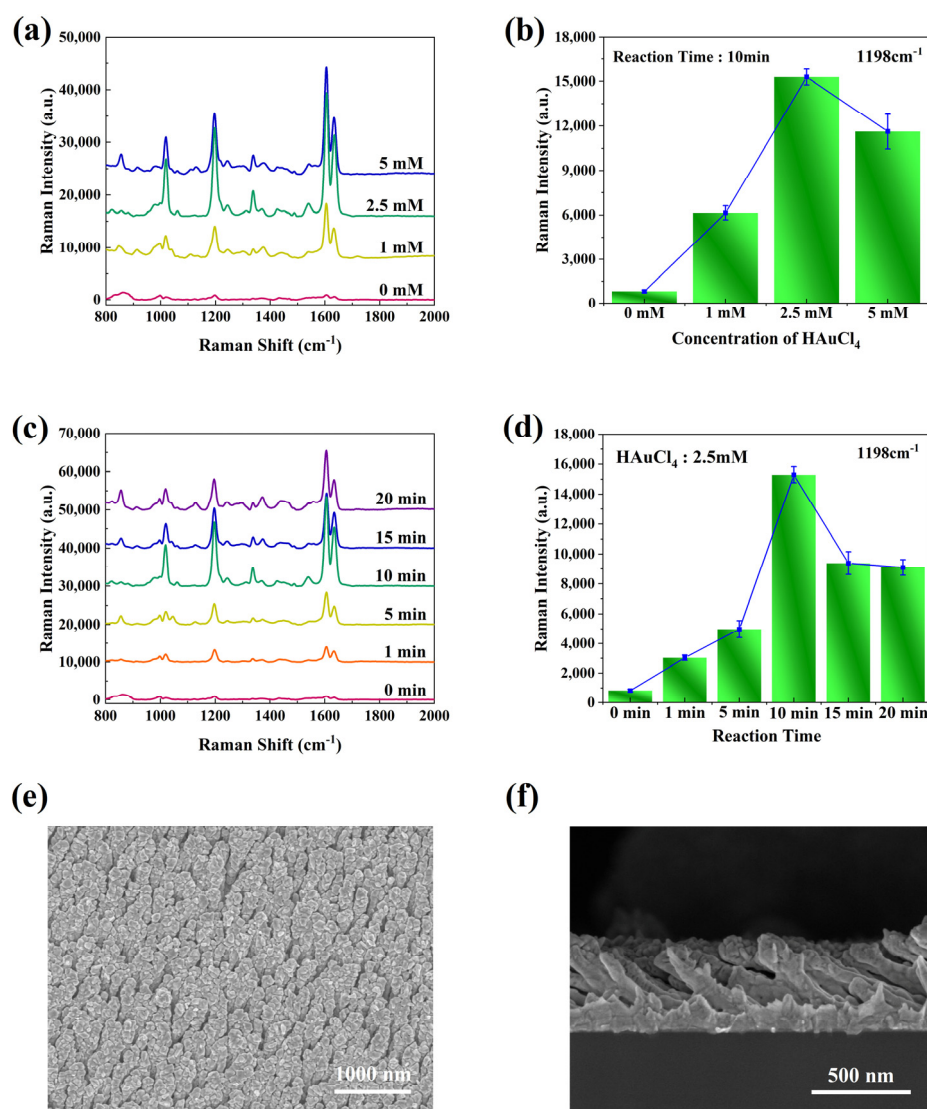 (a)
50,000
40,000
30,000
20,000
10,000
0
Raman Intensity (a.u.)
5 mM
2.5 mM
1 mM
0 mM
800 1000 1200 1400 1600 1800 2000
Raman Shift (cm⁻¹)
(b)
18,000
15,000
12,000
9,000
6,000
3,000
0
Raman Intensity (a.u.)
Reaction Time : 10min
1198cm⁻¹
0 mM 1 mM 2.5 mM 5 mM
Concentration of HAuCl₄
(c)
70,000
60,000
50,000
40,000
30,000
20,000
10,000
0
Raman Intensity (a.u.)
20 min
15 min
10 min
5 min
1 min
0 min
800 1000 1200 1400 1600 1800 2000
Raman Shift (cm⁻¹)
(d)
18,000
16,000
14,000
12,000
10,000
8,000
6,000
4,000
2,000
0
Raman Intensity (a.u.)
HAuCl₄ : 2.5mM
1198cm⁻¹
0 min 1 min 5 min 10 min 15 min 20 min
Reaction Time
(e)
1000 nm
(f)
500 nm